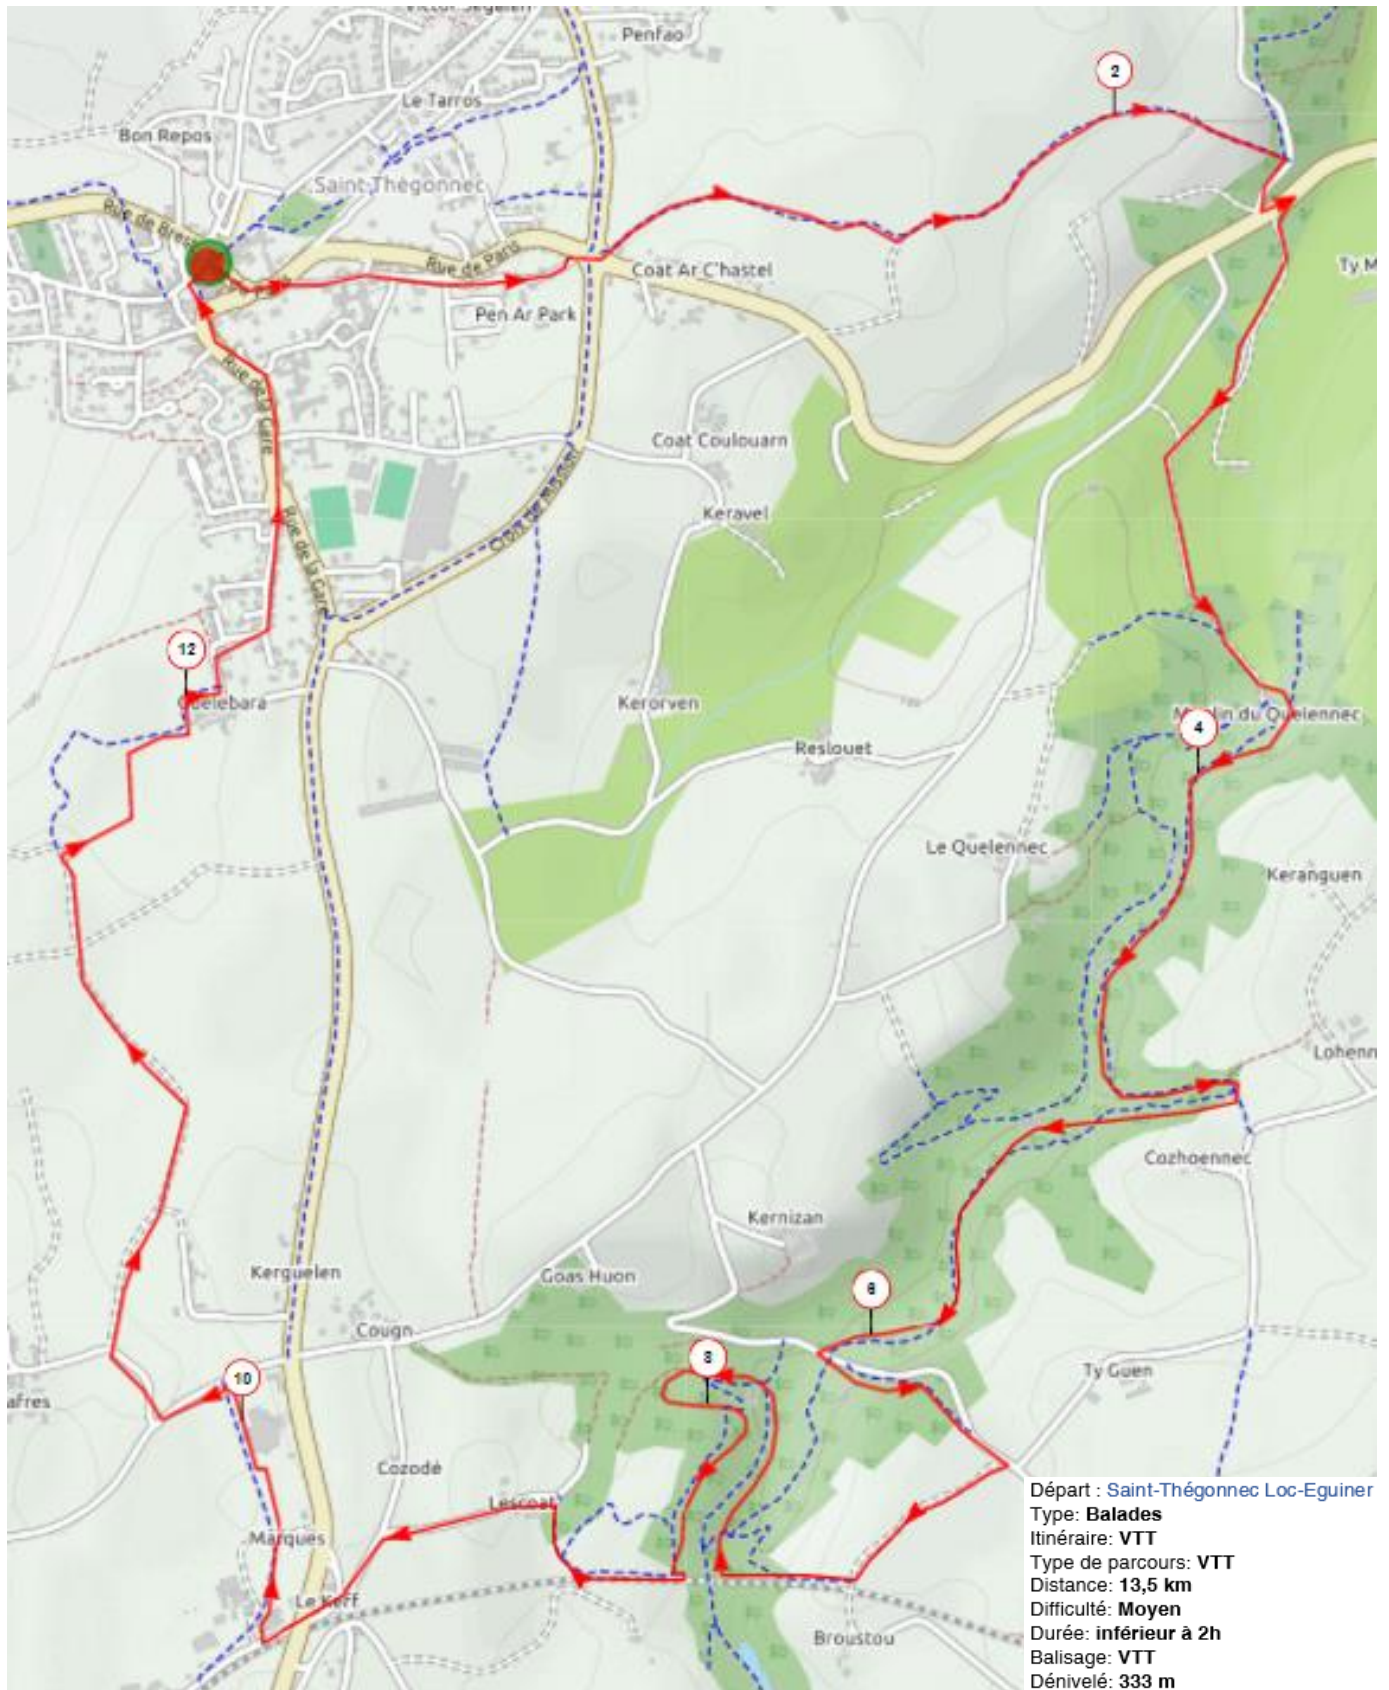 Victor Segalen
Penfao
2
Le Tarros
Bon Repos
Saint-Thégonnec
Rue de Brest
Rue de Paris
Coat Ar C'hastel
Ty M
Pen Ar Park
Rue de la Gare
Coat Coulouarn
Keravel
Croix de Mission
Rue de la Gare
12
Quélebara
Kerorven
Moulin du Quelennec
4
Reslouet
Le Quelennec
Keranguen
Lohenn
Cozhoennec
Kernizan
Kerguelen
Goas Huon
6
Cougn
8
Ty Guen
10
afres
Cozodé
Lescoat
Marques
Le Kerf
Broustou
Départ : Saint-Thégonnec Loc-Eguiner
Type: Balades
Itinéraire: VTT
Type de parcours: VTT
Distance: 13,5 km
Difficulté: Moyen
Durée: inférieur à 2h
Balisage: VTT
Dénivelé: 333 m